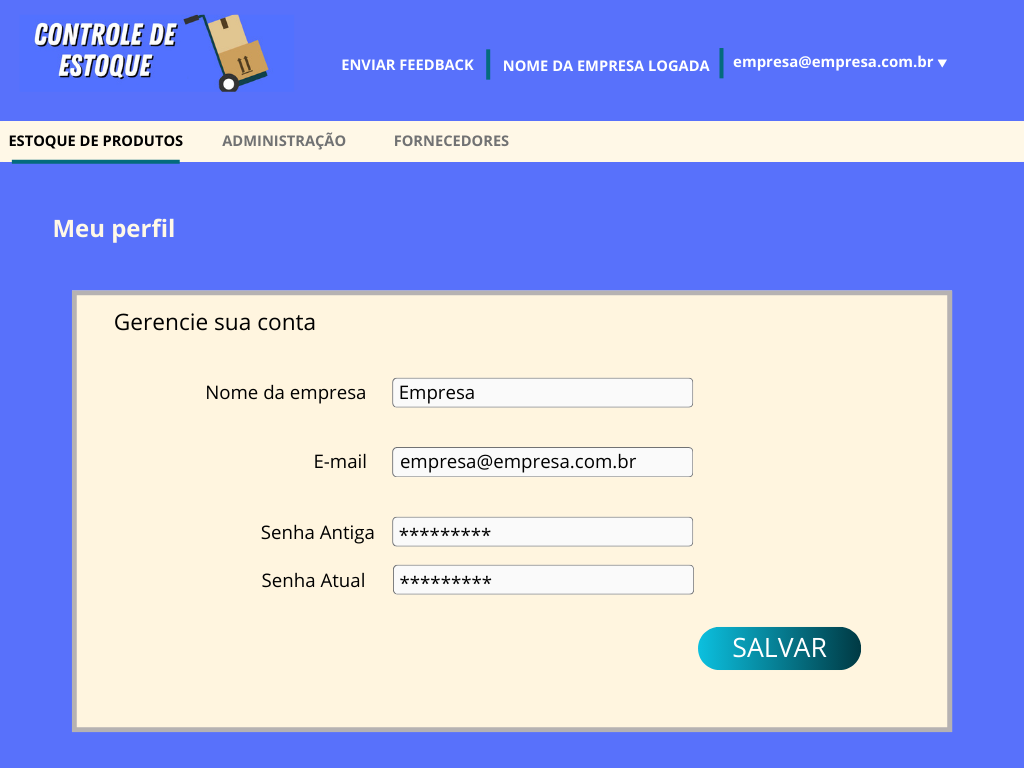 CONTROLE DE
ESTOQUE
ENVIAR FEEDBACK
NOME DA EMPRESA LOGADA
empresa@empresa.com.br ▼
ESTOQUE DE PRODUTOS
ADMINISTRAÇÃO
FORNECEDORES
Meu perfil
Gerencie sua conta
Nome da empresa
Empresa
E-mail
empresa@empresa.com.br
Senha Antiga
*********
Senha Atual
*********
SALVAR